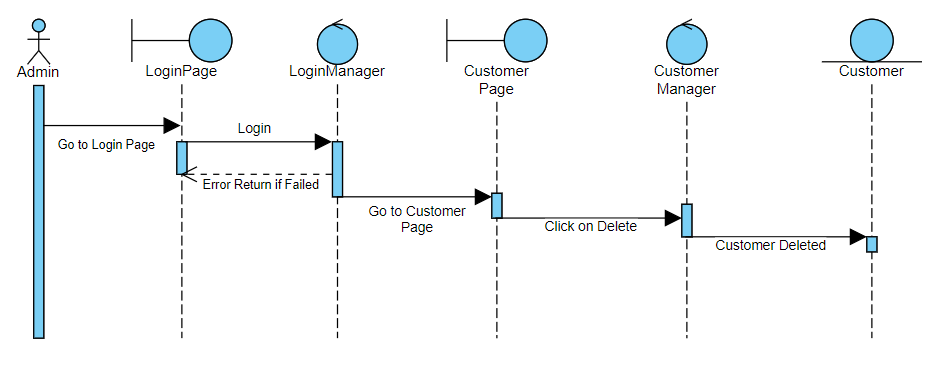 Admin
LoginPage
LoginManager
Customer
Page
Customer
Manager
Customer
Go to Login Page
Login
Error Return if Failed
Go to Customer
Page
Click on Delete
Customer Deleted